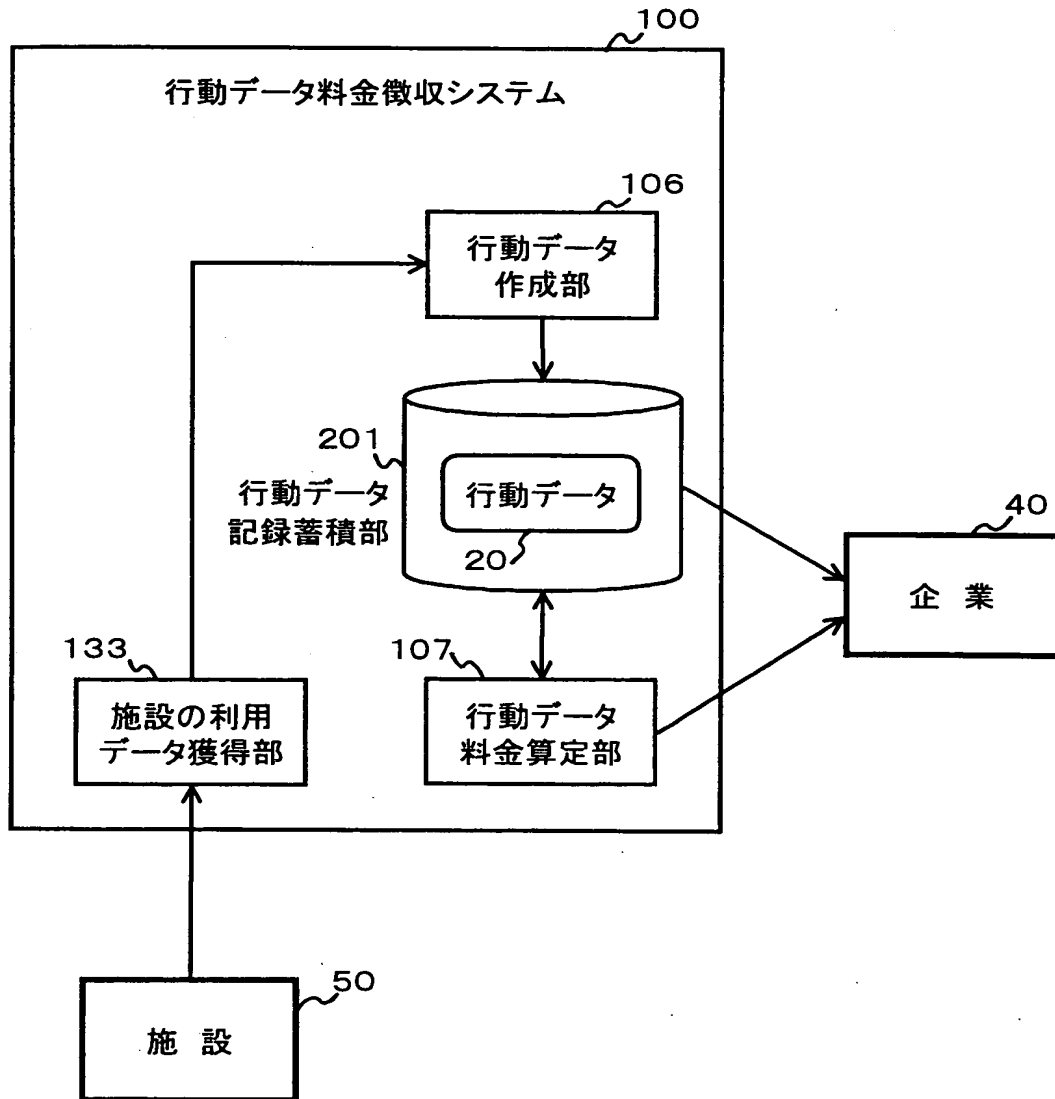 100
行動データ料金徴収システム
106
行動データ
作成部
201
行動データ
記録蓄積部
行動データ
20
40
企 業
133
施設の利用
データ獲得部
107
行動データ
料金算定部
50
施 設